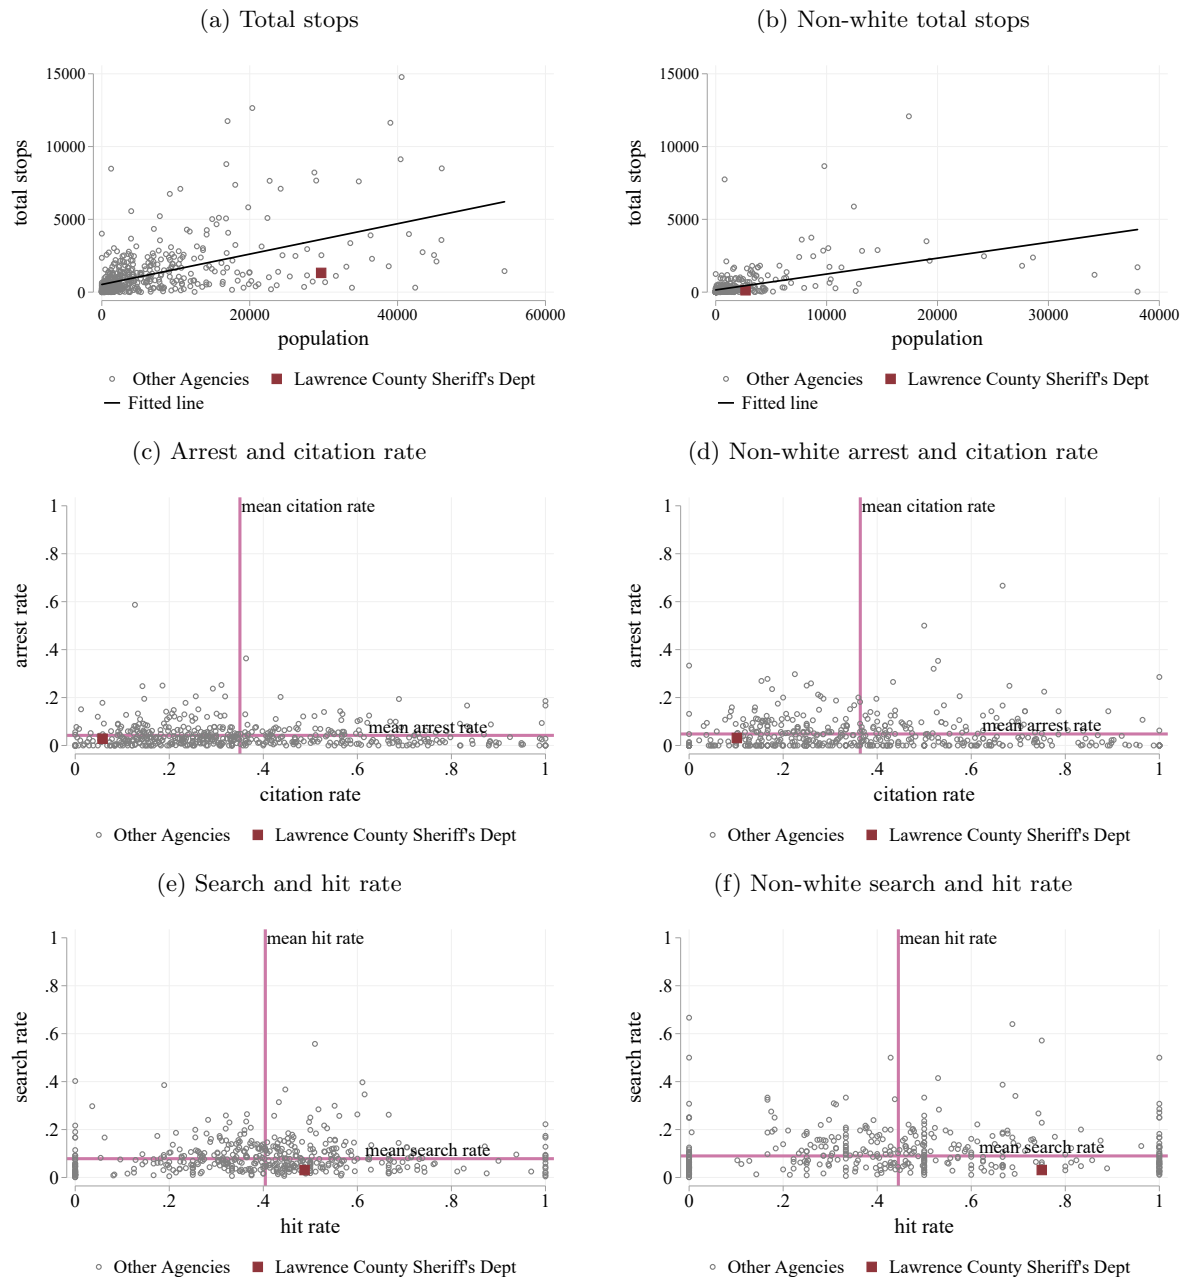 (a) Total stops
(b) Non-white total stops
total stops
15000
10000
5000
0
0
20000
40000
60000
population
Other Agencies
Lawrence County Sheriff's Dept
Fitted line
total stops
15000
10000
5000
0
0
10000
20000
30000
40000
population
Other Agencies
Lawrence County Sheriff's Dept
Fitted line
(c) Arrest and citation rate
(d) Non-white arrest and citation rate
arrest rate
1
.8
.6
.4
.2
0
mean citation rate
mean arrest rate
0
.2
.4
.6
.8
1
citation rate
Other Agencies
Lawrence County Sheriff's Dept
arrest rate
1
.8
.6
.4
.2
0
mean citation rate
mean arrest rate
0
.2
.4
.6
.8
1
citation rate
Other Agencies
Lawrence County Sheriff's Dept
(e) Search and hit rate
(f) Non-white search and hit rate
search rate
1
.8
.6
.4
.2
0
mean hit rate
mean search rate
0
.2
.4
.6
.8
1
hit rate
Other Agencies
Lawrence County Sheriff's Dept
search rate
1
.8
.6
.4
.2
0
mean hit rate
mean search rate
0
.2
.4
.6
.8
1
hit rate
Other Agencies
Lawrence County Sheriff's Dept